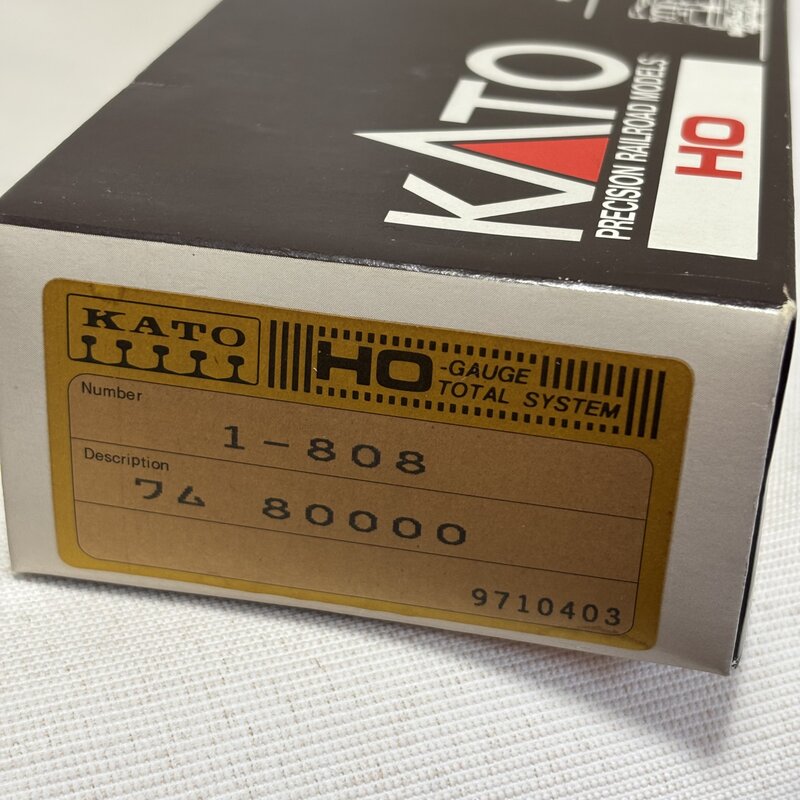 KATO
PRECISION RAILROAD MODELS
HO
KATO
HO-GAUGE
TOTAL SYSTEM
Number
1-808
Description
ワム 80000
9710403